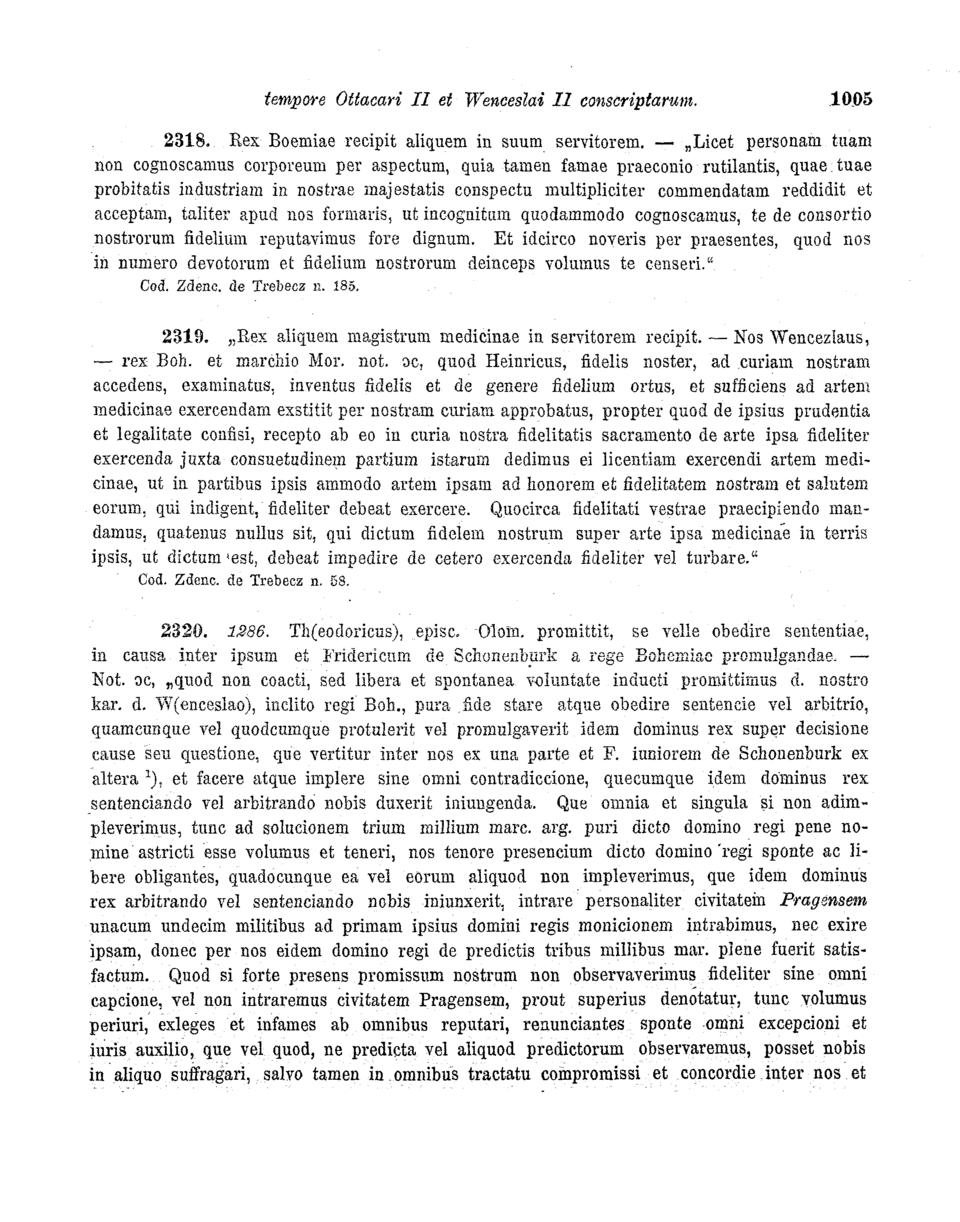 tempore Ottacari II et Wenceslai II conscriptarum. 1005
2318. Rex Boemiae recipit aliquem in suum servitorem. — „Licet personam tuam
non cognoscamus corporeum per aspectum, quia tamen famae praeconio rutilantis, quae tuae
probitatis industriam in nostrae majestatis conspectu multipliciter commendatam reddidit et
acceptam, taliter apud nos formaris, ut incognitum quodammodo cognoscamus, te de consortio
nostrorum fidelium reputavimus fore dignum. Et idcirco noveris per praesentes, quod nos
in numero devotorum et fidelium nostrorum deinceps volumus te censeri.“
Cod. Zdenc. de Trebecz n. 185.
2319. „Rex aliquem magistrum medicinae in servitorem recipit. — Nos Wencezlaus,
— rex Boh. et marchio Mor. not. ɔc, quod Heinricus, fidelis noster, ad curiam nostram
accedens, examinatus, inventus fidelis et de genere fidelium ortus, et sufficiens ad artem
medicinae exercendam exstitit per nostram curiam approbatus, propter quod de ipsius prudentia
et legalitate confisi, recepto ab eo in curia nostra fidelitatis sacramento de arte ipsa fideliter
exercenda juxta consuetudinem partium istarum dedimus ei licentiam exercendi artem medi-
cinae, ut in partibus ipsis ammodo artem ipsam ad honorem et fidelitatem nostram et salutem
eorum, qui indigent, fideliter debeat exercere. Quocirca fidelitati vestrae praecipiendo man-
damus, quatenus nullus sit, qui dictum fidelem nostrum super arte ipsa medicinae in terris
ipsis, ut dictum est, debeat impedire de cetero exercenda fideliter vel turbare.“
Cod. Zdenc. de Trebecz n. 58.
2320. 1286. Th(eodoricus), episc. Olom. promittit, se velle obedire sententiae,
in causa inter ipsum et Fridericum de Schonenburk a rege Bohemiae promulgandae. —
Not. ɔc, „quod non coacti, sed libera et spontanea voluntate inducti promittimus d. nostro
kar. d. W(enceslao), inclito regi Boh., pura fide stare atque obedire sentencie vel arbitrio,
quamcunque vel quodcumque protulerit vel promulgaverit idem dominus rex super decisione
cause seu questione, que vertitur inter nos ex una parte et F. iuniorem de Schonenburk ex
altera ¹), et facere atque implere sine omni contradiccione, quecumque idem dominus rex
sentenciando vel arbitrando nobis duxerit iniungenda. Que omnia et singula si non adim-
pleverimus, tunc ad solucionem trium millium marc. arg. puri dicto domino regi pene no-
mine astricti esse volumus et teneri, nos tenore presencium dicto domino regi sponte ac li-
bere obligantes, quadocunque ea vel eorum aliquod non impleverimus, que idem dominus
rex arbitrando vel sentenciando nobis iniunxerit, intrare personaliter civitatem Pragensem
unacum undecim militibus ad primam ipsius domini regis monicionem intrabimus, nec exire
ipsam, donec per nos eidem domino regi de predictis tribus millibus mar. plene fuerit satis-
factum. Quod si forte presens promissum nostrum non observaverimus fideliter sine omni
capcione, vel non intraremus civitatem Pragensem, prout superius denotatur, tunc volumus
periuri, exleges et infames ab omnibus reputari, renunciantes sponte omni excepcioni et
iuris auxilio, que vel quod, ne predicta vel aliquod predictorum observaremus, posset nobis
in aliquo suffragari, salvo tamen in omnibus tractatu compromissi et concordie inter nos et